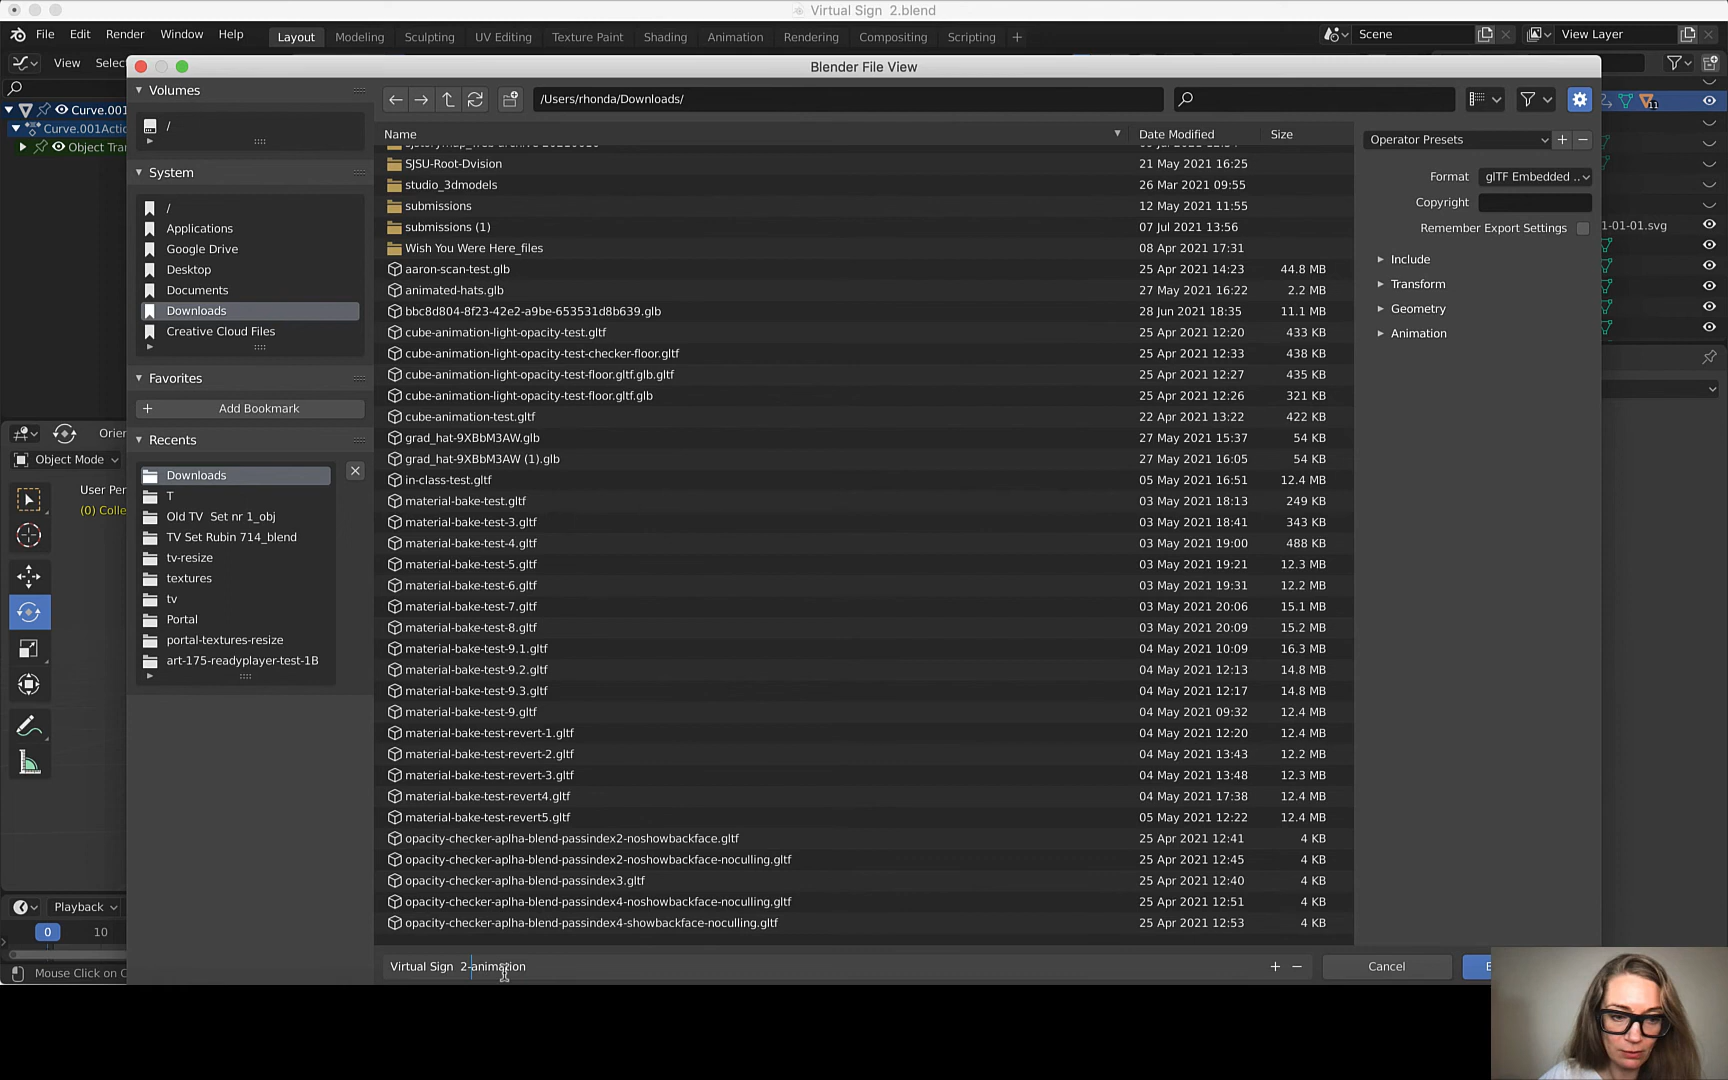 Virtual Sign 2.blend
File Edit Render Window Help Layout Modeling Sculpting UV Editing Texture Paint Shading Animation Rendering Compositing Scripting + Scene View Layer
View Selec
Blender File View
Curve.001
Curve.001Actio
Object Tran
Orien
Object Mode
User Per
(0) Colle
Playback
0 10
Mouse Click on C
Volumes
/
System
/
Applications
Google Drive
Desktop
Documents
Downloads
Creative Cloud Files
Favorites
+ Add Bookmark
Recents
Downloads
T
Old TV Set nr 1_obj
TV Set Rubin 714_blend
tv-resize
textures
tv
Portal
portal-textures-resize
art-175-readyplayer-test-1B
/Users/rhonda/Downloads/
Name Date Modified Size
SJSU-Root-Dvision 21 May 2021 16:25
studio_3dmodels 26 Mar 2021 09:55
submissions 12 May 2021 11:55
submissions (1) 07 Jul 2021 13:56
Wish You Were Here_files 08 Apr 2021 17:31
aaron-scan-test.glb 25 Apr 2021 14:23 44.8 MB
animated-hats.glb 27 May 2021 16:22 2.2 MB
bbc8d804-8f23-42e2-a9be-653531d8b639.glb 28 Jun 2021 18:35 11.1 MB
cube-animation-light-opacity-test.gltf 25 Apr 2021 12:20 433 KB
cube-animation-light-opacity-test-checker-floor.gltf 25 Apr 2021 12:33 438 KB
cube-animation-light-opacity-test-floor.gltf.glb.gltf 25 Apr 2021 12:27 435 KB
cube-animation-light-opacity-test-floor.gltf.glb 25 Apr 2021 12:26 321 KB
cube-animation-test.gltf 22 Apr 2021 13:22 422 KB
grad_hat-9XBbM3AW.glb 27 May 2021 15:37 54 KB
grad_hat-9XBbM3AW (1).glb 27 May 2021 16:05 54 KB
in-class-test.gltf 05 May 2021 16:51 12.4 MB
material-bake-test.gltf 03 May 2021 18:13 249 KB
material-bake-test-3.gltf 03 May 2021 18:41 343 KB
material-bake-test-4.gltf 03 May 2021 19:00 488 KB
material-bake-test-5.gltf 03 May 2021 19:21 12.3 MB
material-bake-test-6.gltf 03 May 2021 19:31 12.2 MB
material-bake-test-7.gltf 03 May 2021 20:06 15.1 MB
material-bake-test-8.gltf 03 May 2021 20:09 15.2 MB
material-bake-test-9.1.gltf 04 May 2021 10:09 16.3 MB
material-bake-test-9.2.gltf 04 May 2021 12:13 14.8 MB
material-bake-test-9.3.gltf 04 May 2021 12:17 14.8 MB
material-bake-test-9.gltf 04 May 2021 09:32 12.4 MB
material-bake-test-revert-1.gltf 04 May 2021 12:20 12.4 MB
material-bake-test-revert-2.gltf 04 May 2021 13:43 12.2 MB
material-bake-test-revert-3.gltf 04 May 2021 13:48 12.3 MB
material-bake-test-revert4.gltf 04 May 2021 17:38 12.4 MB
material-bake-test-revert5.gltf 05 May 2021 12:22 12.4 MB
opacity-checker-aplha-blend-passindex2-noshowbackface.gltf 25 Apr 2021 12:41 4 KB
opacity-checker-aplha-blend-passindex2-noshowbackface-noculling.gltf 25 Apr 2021 12:45 4 KB
opacity-checker-aplha-blend-passindex3.gltf 25 Apr 2021 12:40 4 KB
opacity-checker-aplha-blend-passindex4-noshowbackface-noculling.gltf 25 Apr 2021 12:51 4 KB
opacity-checker-aplha-blend-passindex4-showbackface-noculling.gltf 25 Apr 2021 12:53 4 KB
Virtual Sign 2-animation + − Cancel E
Operator Presets + −
Format glTF Embedded ..
Copyright
Remember Export Settings
Include
Transform
Geometry
Animation
11
1-01-01.svg